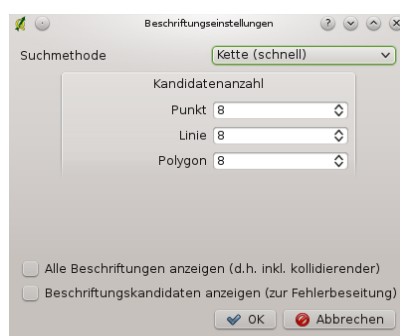 Beschriftungseinstellungen
Suchmethode Kette (schnell)
Kandidatenanzahl
Punkt 8
Linie 8
Polygon 8
Alle Beschriftungen anzeigen (d.h. inkl. kollidierender)
Beschriftungskandidaten anzeigen (zur Fehlerbeseitung)
OK Abbrechen